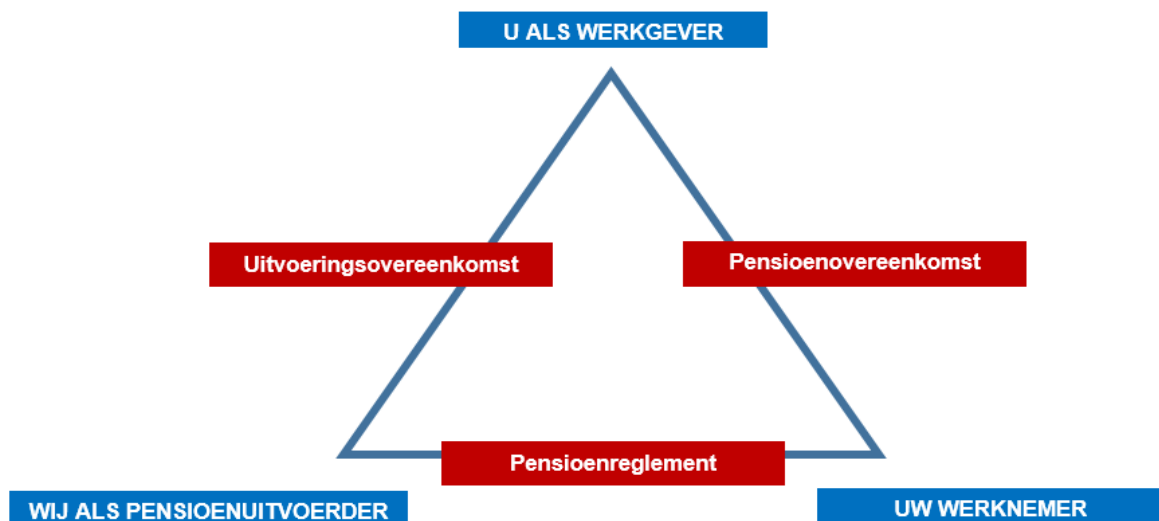 U ALS WERKGEVER
Uitvoeringsovereenkomst
Pensioenovereenkomst
Pensioenreglement
WIJ ALS PENSIOENUITVOERDER
UW WERKNEMER